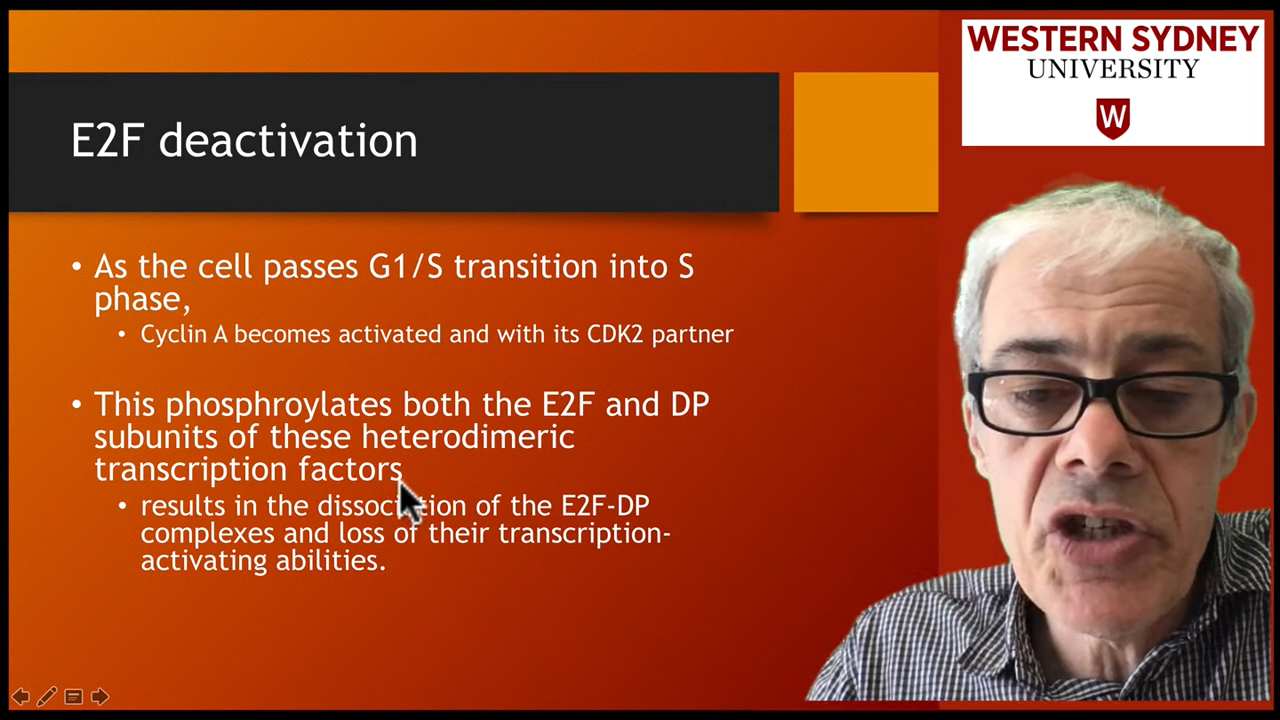 WESTERN SYDNEY
UNIVERSITY
W
E2F deactivation
• As the cell passes G1/S transition into S
phase,
• Cyclin A becomes activated and with its CDK2 partner
• This phosphroylates both the E2F and DP
subunits of these heterodimeric
transcription factors
• results in the dissociation of the E2F-DP
complexes and loss of their transcription-
activating abilities.